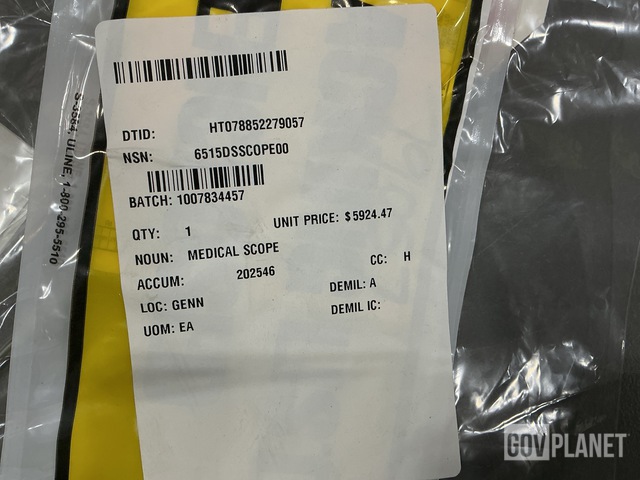 DTID: HT078852279057
NSN: 6515DSSCOPE00
BATCH: 1007834457
QTY: 1 UNIT PRICE: $5924.47
NOUN: MEDICAL SCOPE
ACCUM: 202546 CC: H
LOC: GENN DEMIL: A
UOM: EA DEMIL IC:
S-3564, ULINE, 1-800-295-5510
GOVPLANET